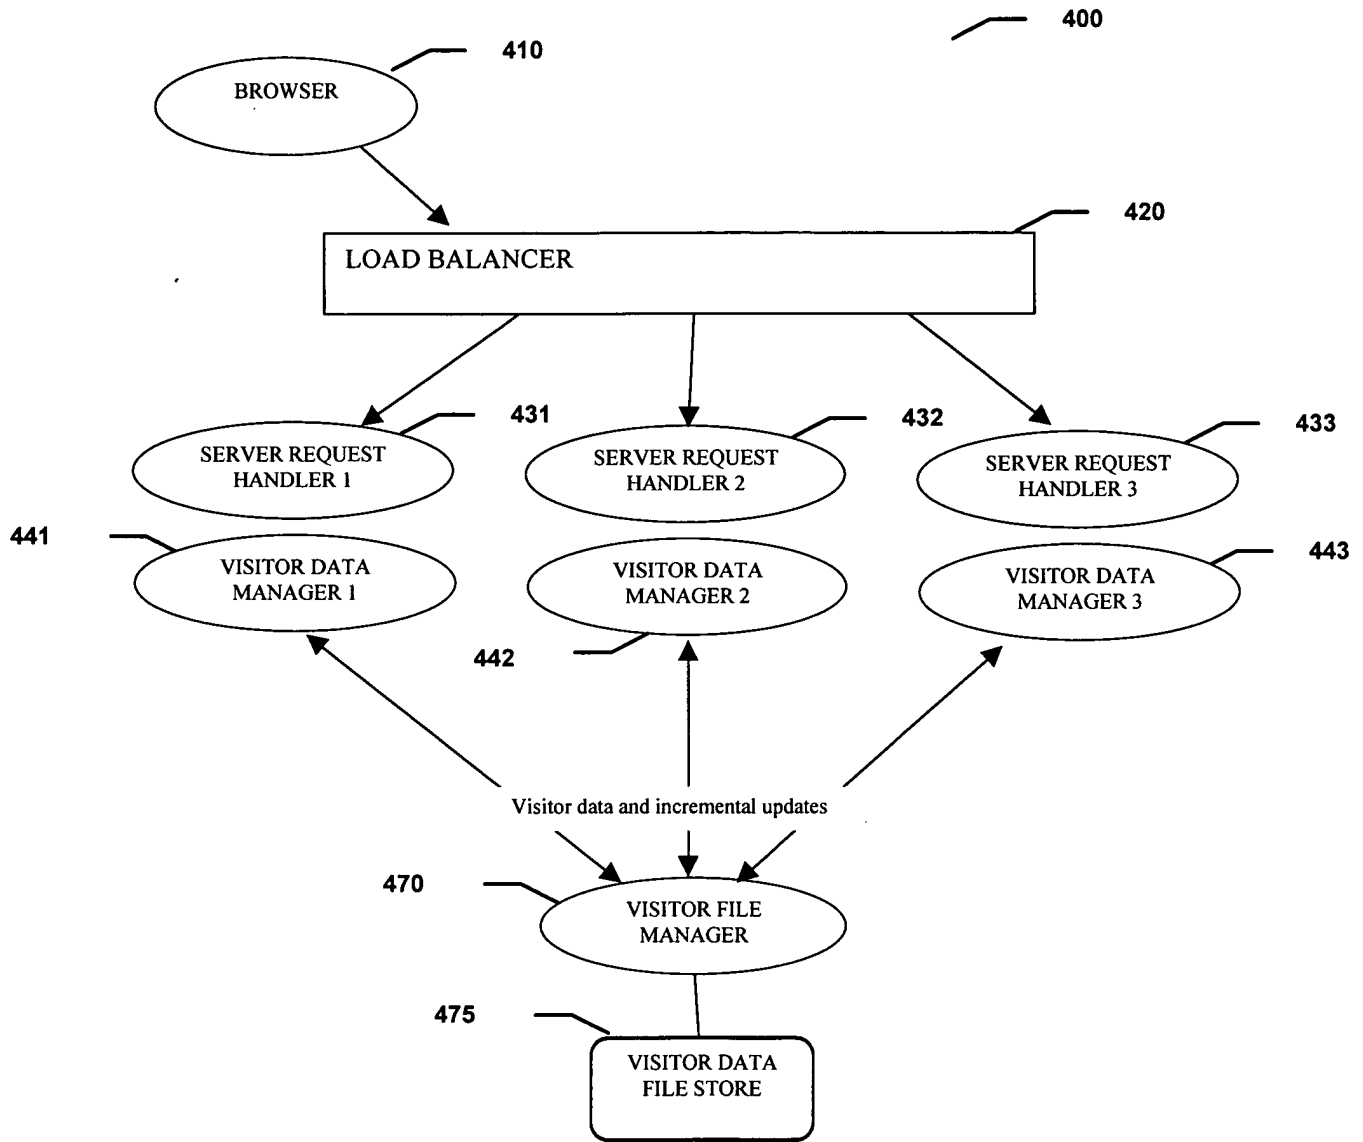 400
410
BROWSER
420
LOAD BALANCER
431
432
433
SERVER REQUEST
HANDLER 1
SERVER REQUEST
HANDLER 2
SERVER REQUEST
HANDLER 3
441
443
VISITOR DATA
MANAGER 1
VISITOR DATA
MANAGER 2
VISITOR DATA
MANAGER 3
442
Visitor data and incremental updates
470
VISITOR FILE
MANAGER
475
VISITOR DATA
FILE STORE